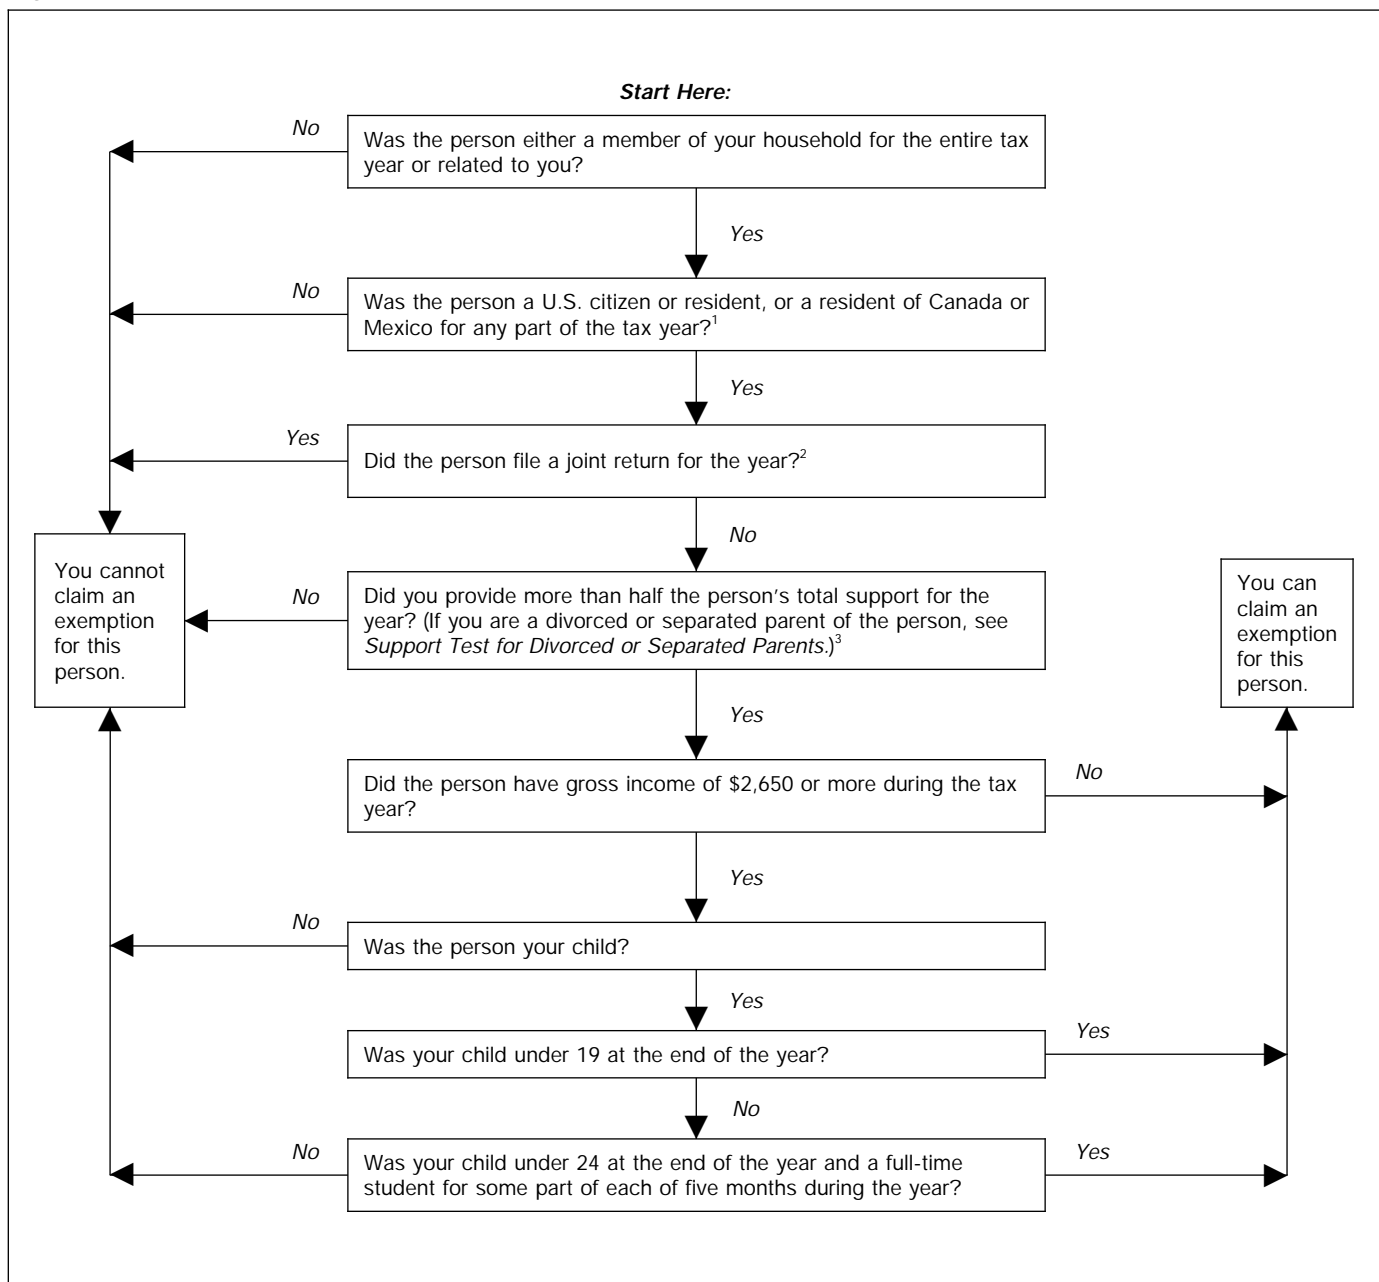 Start Here:
No
Was the person either a member of your household for the entire tax
year or related to you?
Yes
No
Was the person a U.S. citizen or resident, or a resident of Canada or
Mexico for any part of the tax year?1
Yes
Yes
Did the person file a joint return for the year?2
No
You cannot
claim an
exemption
for this
person.
No
Did you provide more than half the person's total support for the
year? (If you are a divorced or separated parent of the person, see
Support Test for Divorced or Separated Parents.)3
You can
claim an
exemption
for this
person.
Yes
Did the person have gross income of $2,650 or more during the tax
year?
No
Yes
No
Was the person your child?
Yes
Was your child under 19 at the end of the year?
Yes
No
No
Was your child under 24 at the end of the year and a full-time
student for some part of each of five months during the year?
Yes